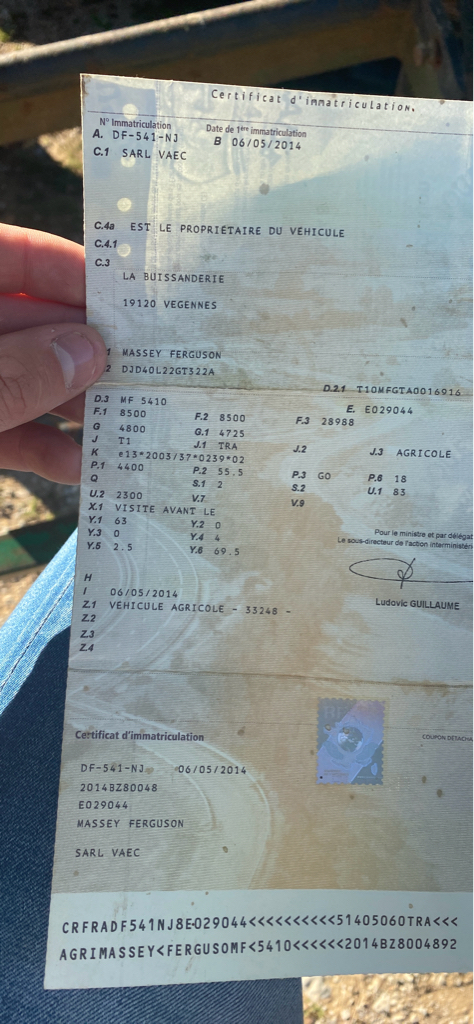 Certificat d'immatriculation.
N° Immatriculation Date de 1ère immatriculation
A. DF-541-NJ B 06/05/2014
C.1 SARL VAEC
C.4a EST LE PROPRIÉTAIRE DU VÉHICULE
C.4.1
C.3
LA BUISSANDERIE
19120 VEGENNES
1 MASSEY FERGUSON
2 DJD40L22GT322A
D.2.1 T10MFGTA0016916
D.3 MF 5410 E. E029044
F.1 8500 F.2 8500 F.3 28988
G 4800 G.1 4725
J T1 J.1 TRA J.2 J.3 AGRICOLE
K e13*2003/37*0239*02
P.1 4400 P.2 55.5 P.3 GO P.6 18
Q S.1 2 S.2 U.1 83
U.2 2300 V.7 V.9
X.1 VISITE AVANT LE
Y.1 63 Y.2 0
Y.3 0 Y.4 4
Y.5 2.5 Y.6 69.5
Pour le ministre et par délégat
Le sous-directeur de l'action interministéri
H
I 06/05/2014
Z.1 VEHICULE AGRICOLE - 33248 -
Z.2
Z.3
Z.4
Ludovic GUILLAUME
Certificat d'immatriculation
COUPON DÉTACHA
DF-541-NJ 06/05/2014
2014BZ80048
E029044
MASSEY FERGUSON
SARL VAEC
CRFRADF541NJ8E029044<<<<<<<<<<51405060TRA<<<
AGRIMASSEY<FERGUSOMF<5410<<<<<<2014BZ8004892